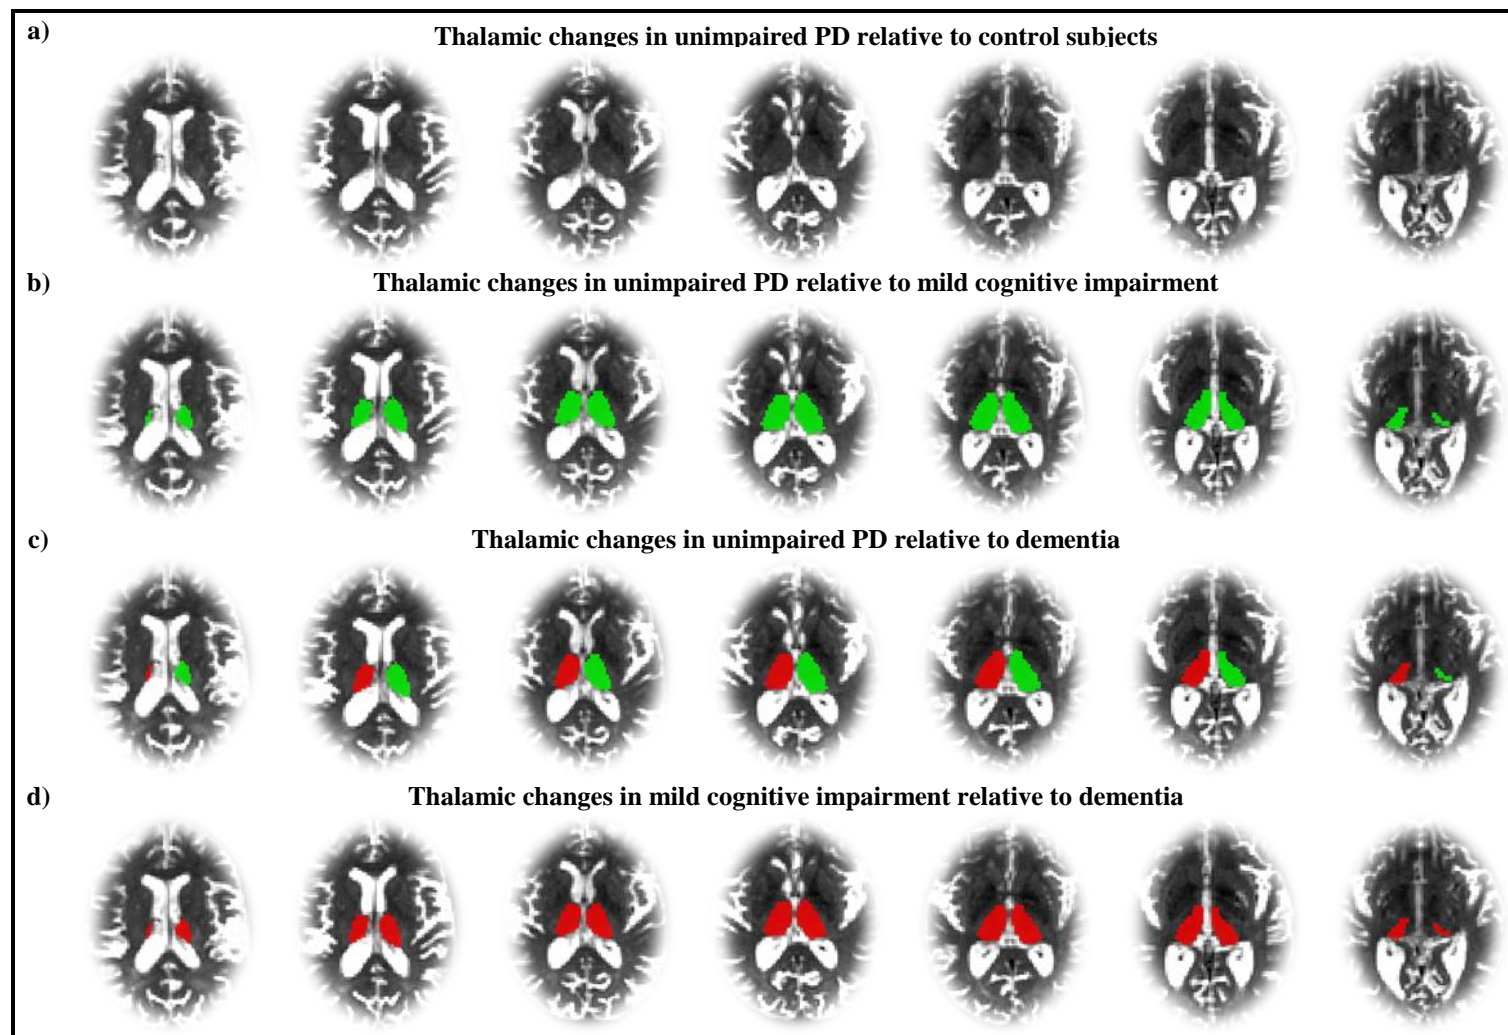 a)
Thalamic changes in unimpaired PD relative to control subjects
b)
Thalamic changes in unimpaired PD relative to mild cognitive impairment
c)
Thalamic changes in unimpaired PD relative to dementia
d)
Thalamic changes in mild cognitive impairment relative to dementia